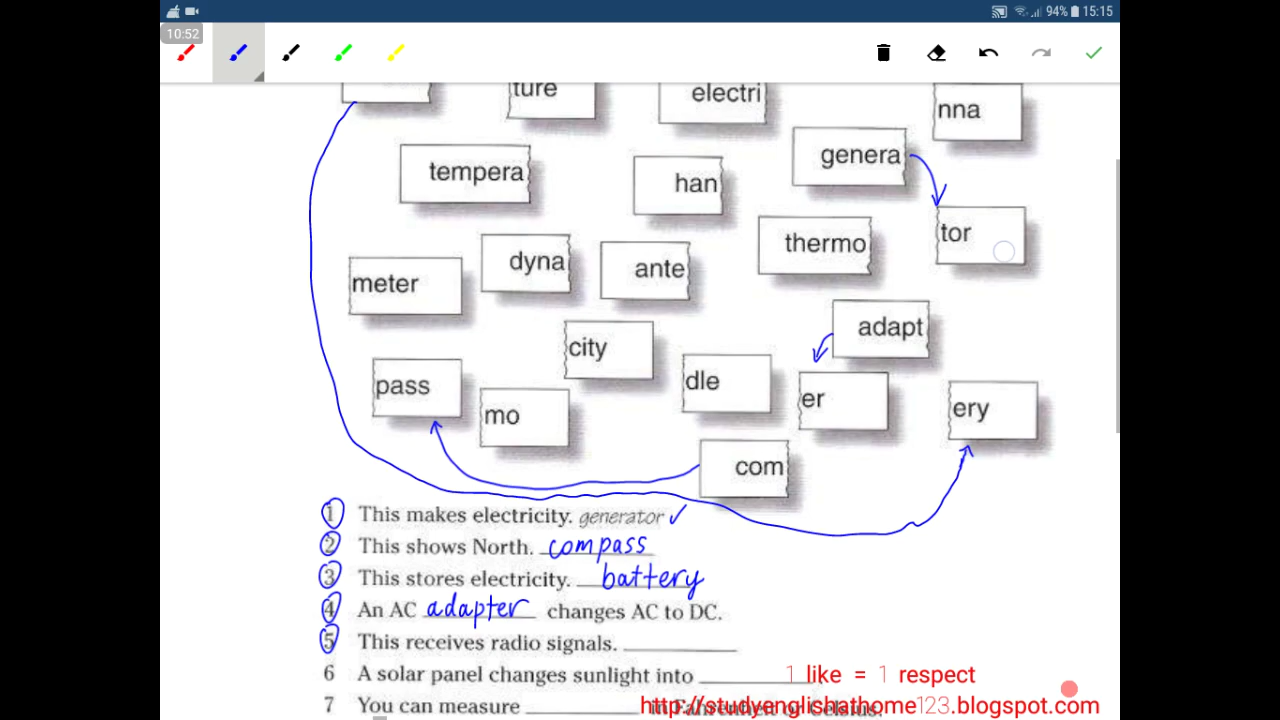 94% 15:15
10:52
ture
electri
nna
tempera
han
genera
meter
dyna
ante
thermo
tor
city
adapt
pass
mo
dle
er
ery
com
1 This makes electricity. generator ✓
2 This shows North. compass
3 This stores electricity. battery
4 An AC adapter changes AC to DC.
5 This receives radio signals.
6 A solar panel changes sunlight into
1 like = 1 respect
7 You can measure
http://studyenglishathome123.blogspot.com